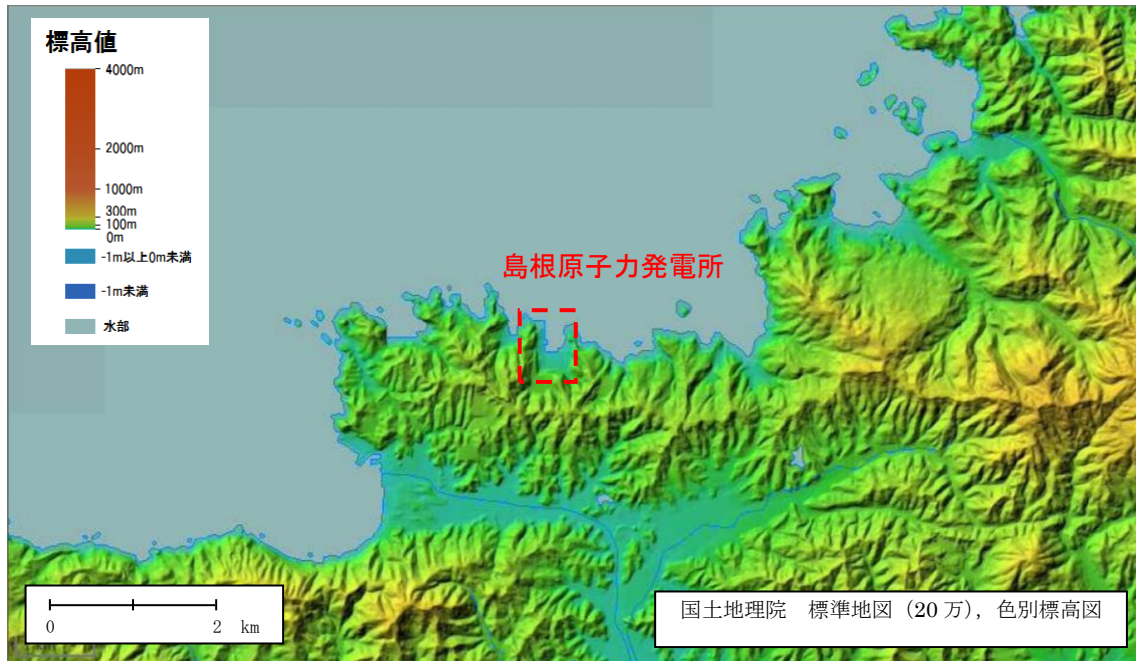 標高値
4000m
2000m
1000m
300m
100m
0m
-1m以上0m未満
-1m未満
水部
島根原子力発電所
0 2 km
国土地理院 標準地図（20万），色別標高図